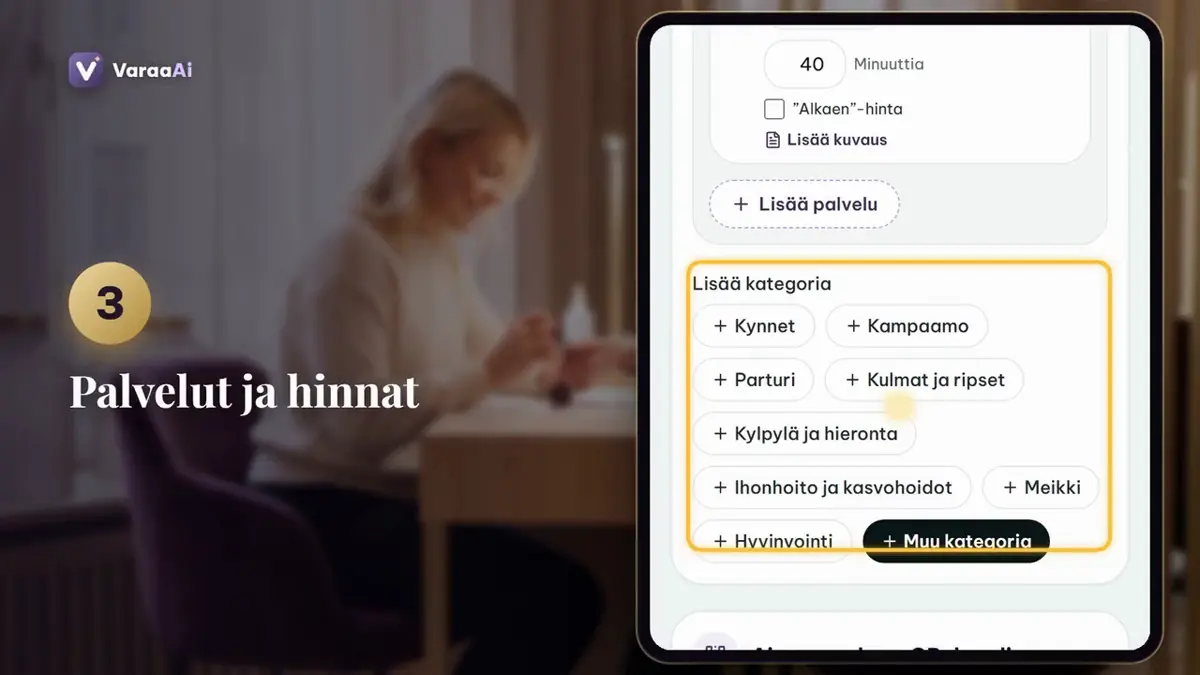 VaraaAi
3
Palvelut ja hinnat
40 Minuuttia
”Alkaen”-hinta
Lisää kuvaus
+ Lisää palvelu
Lisää kategoria
+ Kynnet
+ Kampaamo
+ Parturi
+ Kulmat ja ripset
+ Kylpylä ja hieronta
+ Ihonhoito ja kasvohoidot
+ Meikki
+ Hyvinvointi
+ Muu kategoria